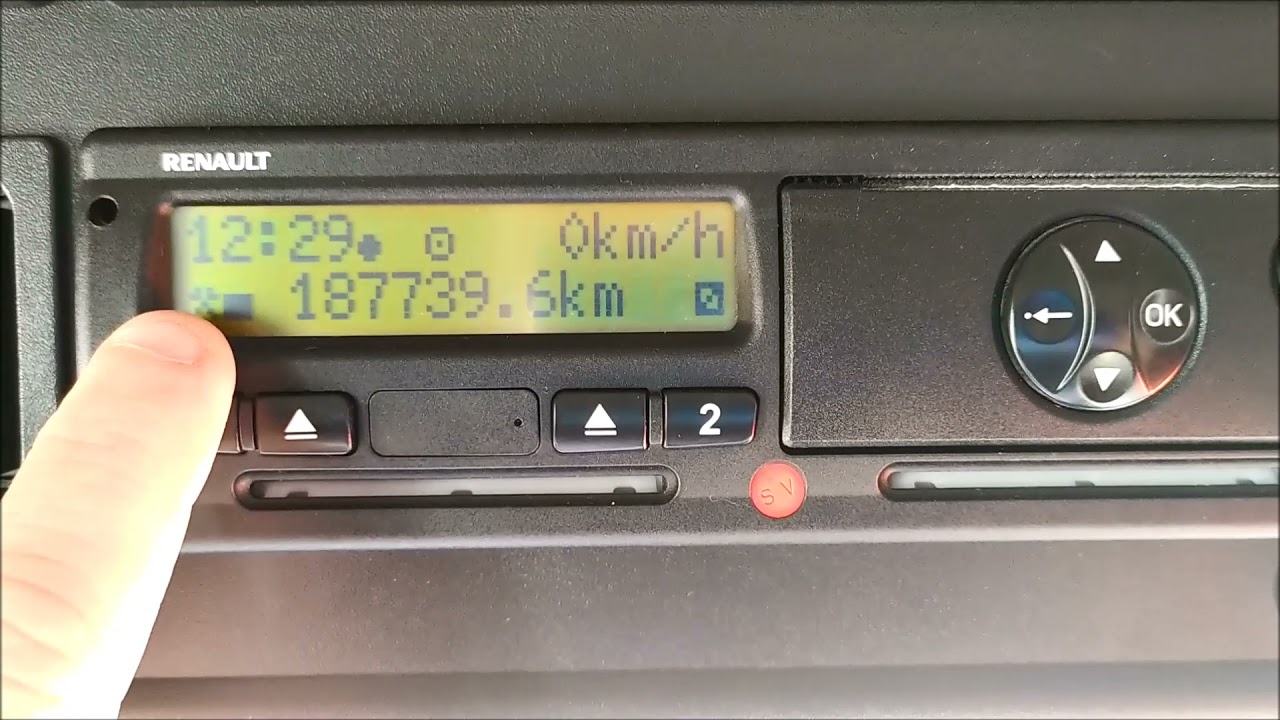 RENAULT
12:29 0km/h
187739.6km
OK
2
SV